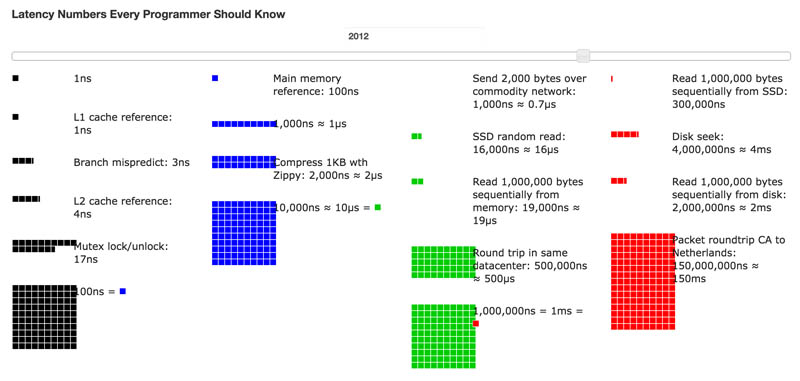 Latency Numbers Every Programmer Should Know
2012
1ns
L1 cache reference:
1ns
Branch mispredict: 3ns
L2 cache reference:
4ns
Mutex lock/unlock:
17ns
100ns =
Main memory
reference: 100ns
1,000ns ≈ 1μs
Compress 1KB wth
Zippy: 2,000ns ≈ 2μs
10,000ns ≈ 10μs =
Send 2,000 bytes over
commodity network:
1,000ns ≈ 0.7μs
SSD random read:
16,000ns ≈ 16μs
Read 1,000,000 bytes
sequentially from
memory: 19,000ns ≈
19μs
Round trip in same
datacenter: 500,000ns
≈ 500μs
1,000,000ns = 1ms =
Read 1,000,000 bytes
sequentially from SSD:
300,000ns
Disk seek:
4,000,000ns ≈ 4ms
Read 1,000,000 bytes
sequentially from disk:
2,000,000ns ≈ 2ms
Packet roundtrip CA to
Netherlands:
150,000,000ns ≈
150ms